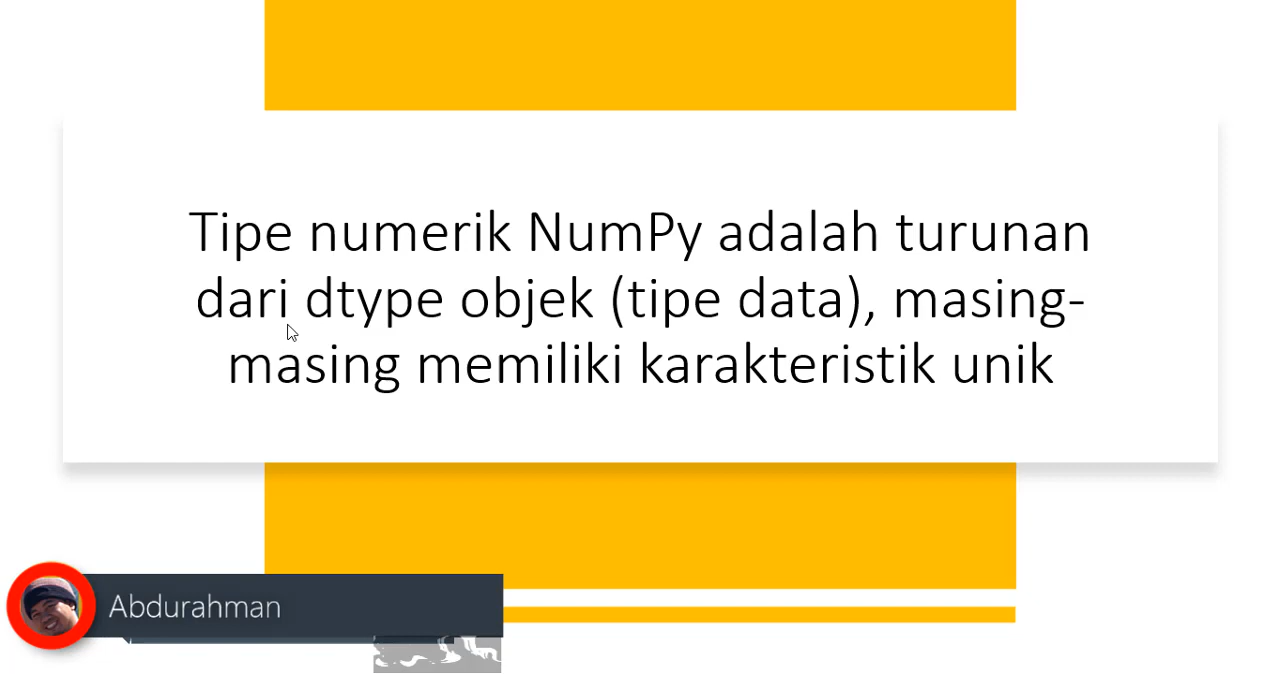 Tipe numerik NumPy adalah turunan
dari dtype objek (tipe data), masing-
masing memiliki karakteristik unik
Abdurahman